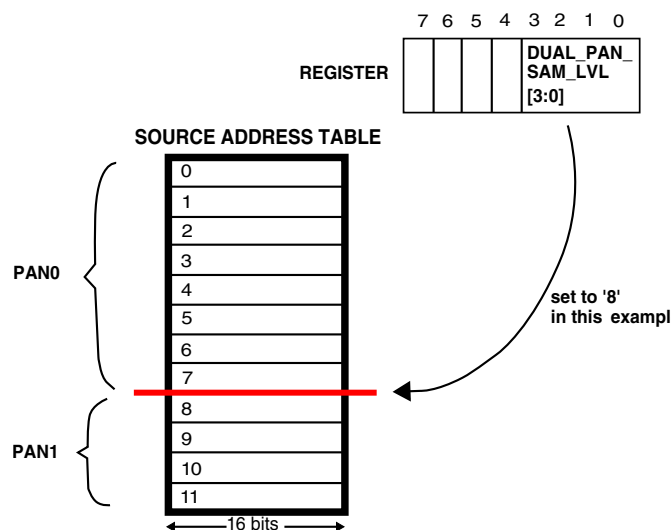 7 6 5 4 3 2 1 0
REGISTER
DUAL_PAN_
SAM_LVL
[3:0]
SOURCE ADDRESS TABLE
0
1
2
3
4
5
6
7
8
9
10
11
PAN0
PAN1
set to '8'
in this exampl
16 bits